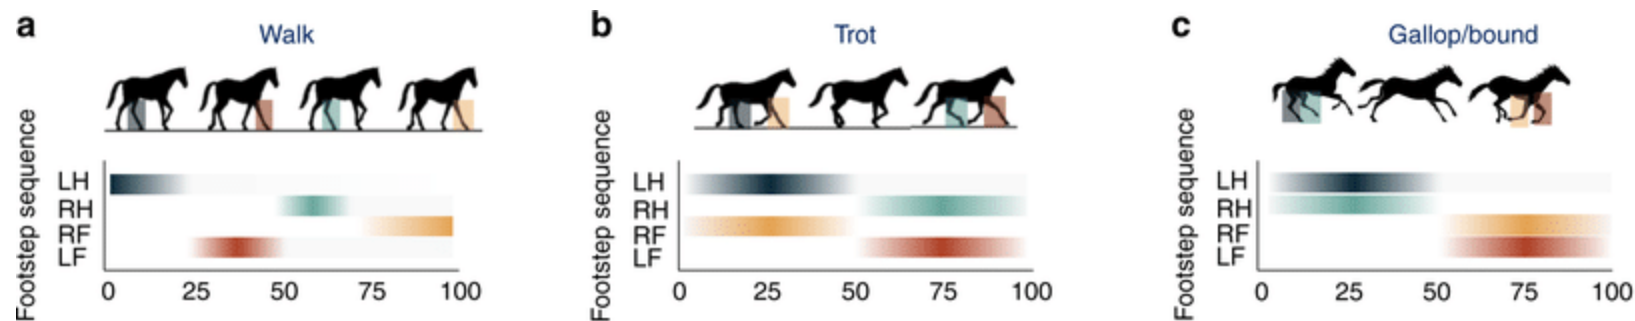 a
Walk
Footstep sequence
LH
RH
RF
LF
0 25 50 75 100
b
Trot
Footstep sequence
LH
RH
RF
LF
0 25 50 75 100
c
Gallop/bound
Footstep sequence
LH
RH
RF
LF
0 25 50 75 100